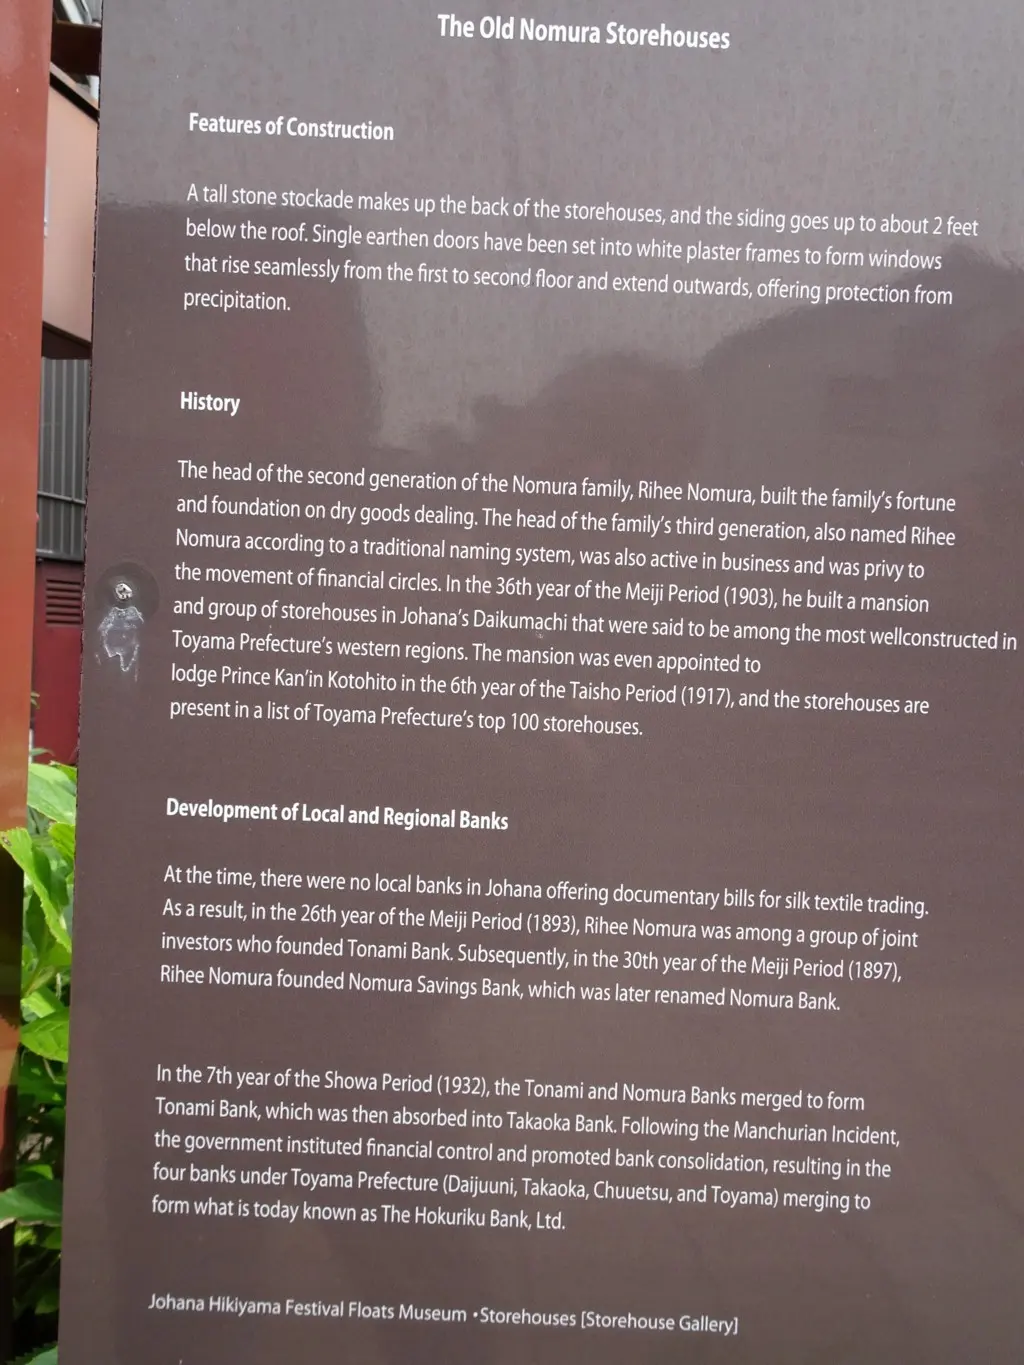 The Old Nomura Storehouses
Features of Construction
A tall stone stockade makes up the back of the storehouses, and the siding goes up to about 2 feet
below the roof. Single earthen doors have been set into white plaster frames to form windows
that rise seamlessly from the first to second floor and extend outwards, offering protection from
precipitation.
History
The head of the second generation of the Nomura family, Rihee Nomura, built the family's fortune
and foundation on dry goods dealing. The head of the family's third generation, also named Rihee
Nomura according to a traditional naming system, was also active in business and was privy to
the movement of financial circles. In the 36th year of the Meiji Period (1903), he built a mansion
and group of storehouses in Johana's Daikumachi that were said to be among the most wellconstructed in
Toyama Prefecture's western regions. The mansion was even appointed to
lodge Prince Kan'in Kotohito in the 6th year of the Taisho Period (1917), and the storehouses are
present in a list of Toyama Prefecture's top 100 storehouses.
Development of Local and Regional Banks
At the time, there were no local banks in Johana offering documentary bills for silk textile trading.
As a result, in the 26th year of the Meiji Period (1893), Rihee Nomura was among a group of joint
investors who founded Tonami Bank. Subsequently, in the 30th year of the Meiji Period (1897),
Rihee Nomura founded Nomura Savings Bank, which was later renamed Nomura Bank.
In the 7th year of the Showa Period (1932), the Tonami and Nomura Banks merged to form
Tonami Bank, which was then absorbed into Takaoka Bank. Following the Manchurian Incident,
the government instituted financial control and promoted bank consolidation, resulting in the
four banks under Toyama Prefecture (Daijuuni, Takaoka, Chuuetsu, and Toyama) merging to
form what is today known as The Hokuriku Bank, Ltd.
Johana Hikiyama Festival Floats Museum・Storehouses [Storehouse Gallery]